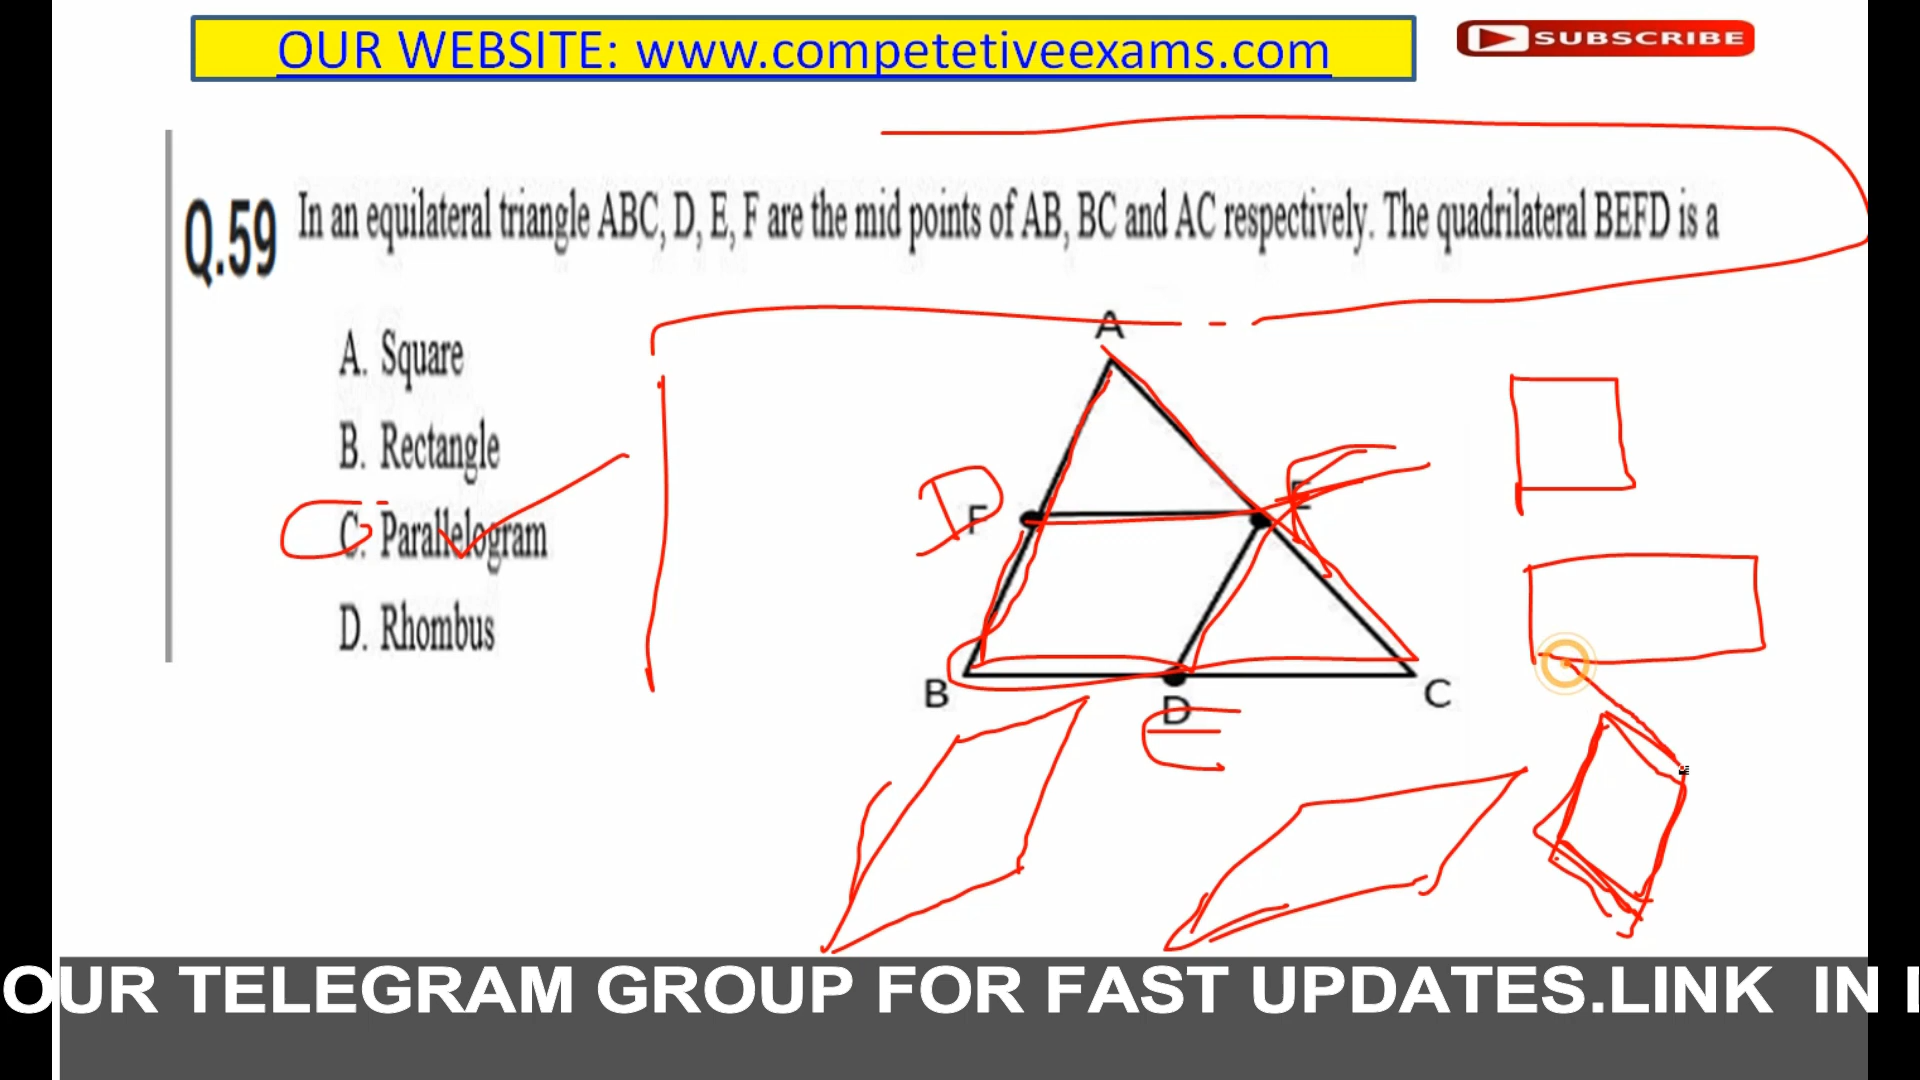 OUR WEBSITE: www.competetiveexams.com
SUBSCRIBE
Q.59 In an equilateral triangle ABC, D, E, F are the mid points of AB, BC and AC respectively. The quadrilateral BEFD is a
A. Square
B. Rectangle
C. Parallelogram
D. Rhombus
A
D F E F
B D C
E
OUR TELEGRAM GROUP FOR FAST UPDATES.LINK IN